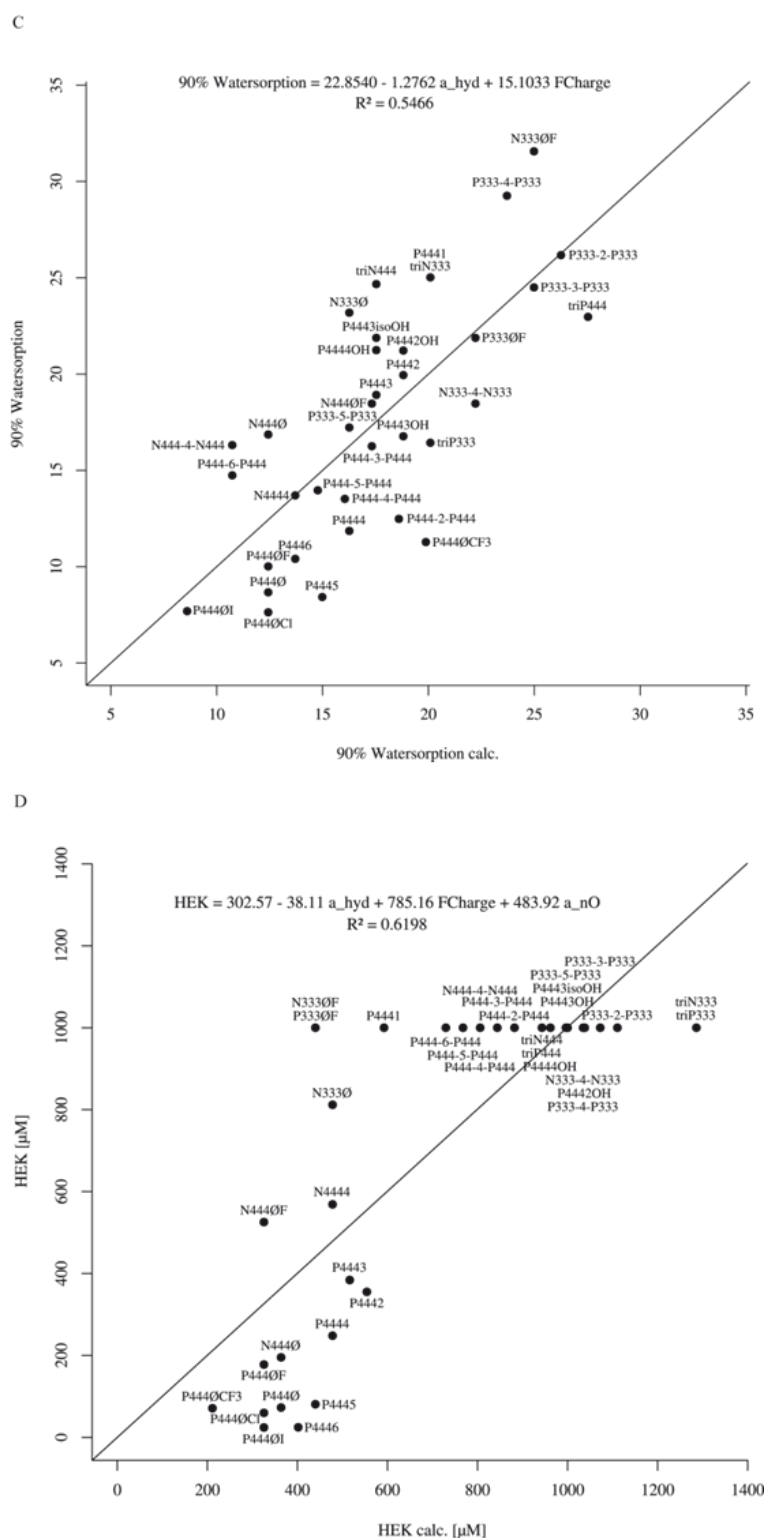 C
90% Watersorption = 22.8540 - 1.2762 a_hyd + 15.1033 FCharge
R² = 0.5466
90% Watersorption
35
30
25
20
15
10
5
N333ØF
P333-4-P333
P4441
triN333
triN444
P333-2-P333
P333-3-P333
triP444
N333Ø
P4443isoOH
P4442OH
P4444OH
P333ØF
P4442
P4443
N444ØF
N333-4-N333
P333-5-P333
P4443OH
N444Ø
N444-4-N444
triP333
P444-3-P444
P444-6-P444
P444-5-P444
N4444
P444-4-P444
P444-2-P444
P4444
P444ØCF3
P4446
P444ØF
P444Ø
P4445
P444ØI
P444ØCl
5
10
15
20
25
30
35
90% Watersorption calc.
D
HEK = 302.57 - 38.11 a_hyd + 785.16 FCharge + 483.92 a_nO
R² = 0.6198
HEK [µM]
1400
1200
1000
800
600
400
200
0
P333-3-P333
P333-5-P333
N444-4-N444
P4443isoOH
N333ØF
P444-3-P444
P4443OH
triN333
P333ØF
P4441
P444-2-P444
P333-2-P333
triP333
P444-6-P444
triN444
P444-5-P444
triP444
P444-4-P444
P4444OH
N333-4-N333
P4442OH
P333-4-P333
N333Ø
N4444
N444ØF
P4443
P4442
P4444
N444Ø
P444ØF
P444ØCF3
P444Ø
P4445
P444ØCl
P4446
P444ØI
0
200
400
600
800
1000
1200
1400
HEK calc. [µM]